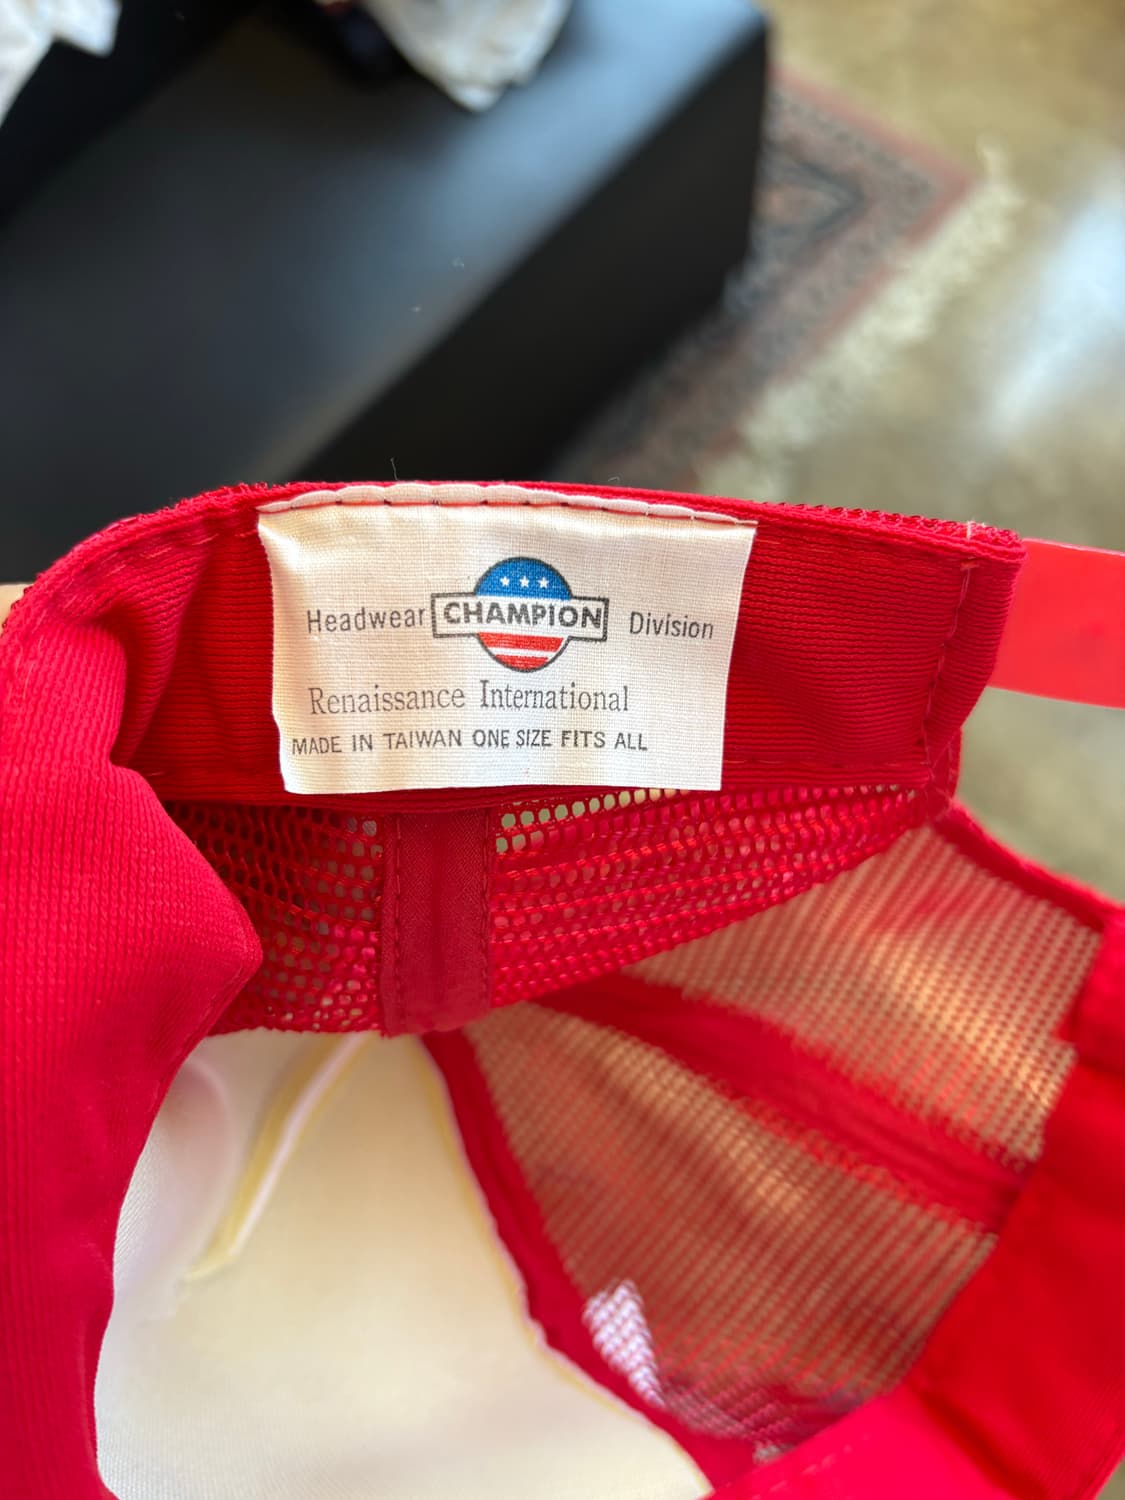 Headwear CHAMPION Division
Renaissance International
MADE IN TAIWAN ONE SIZE FITS ALL